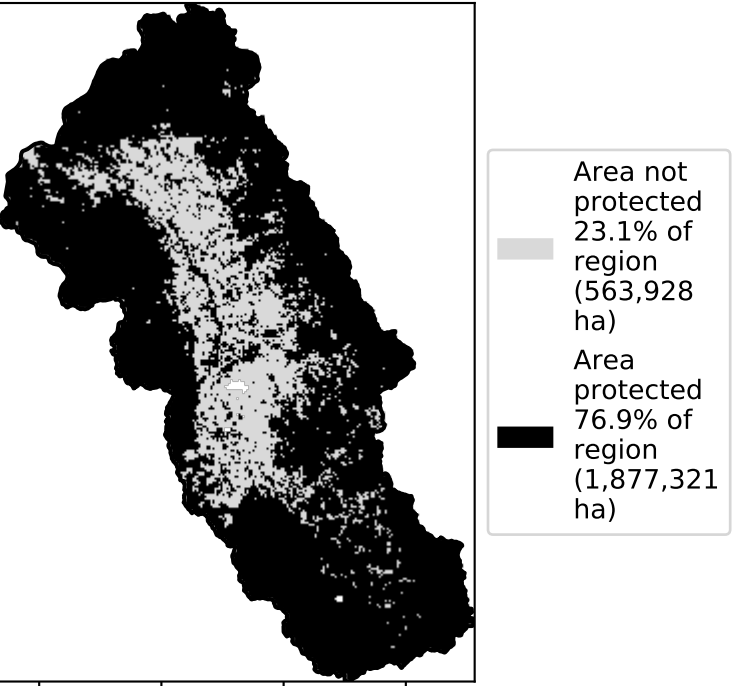 Area not
protected
23.1% of
region
(563,928
ha)
Area
protected
76.9% of
region
(1,877,321
ha)